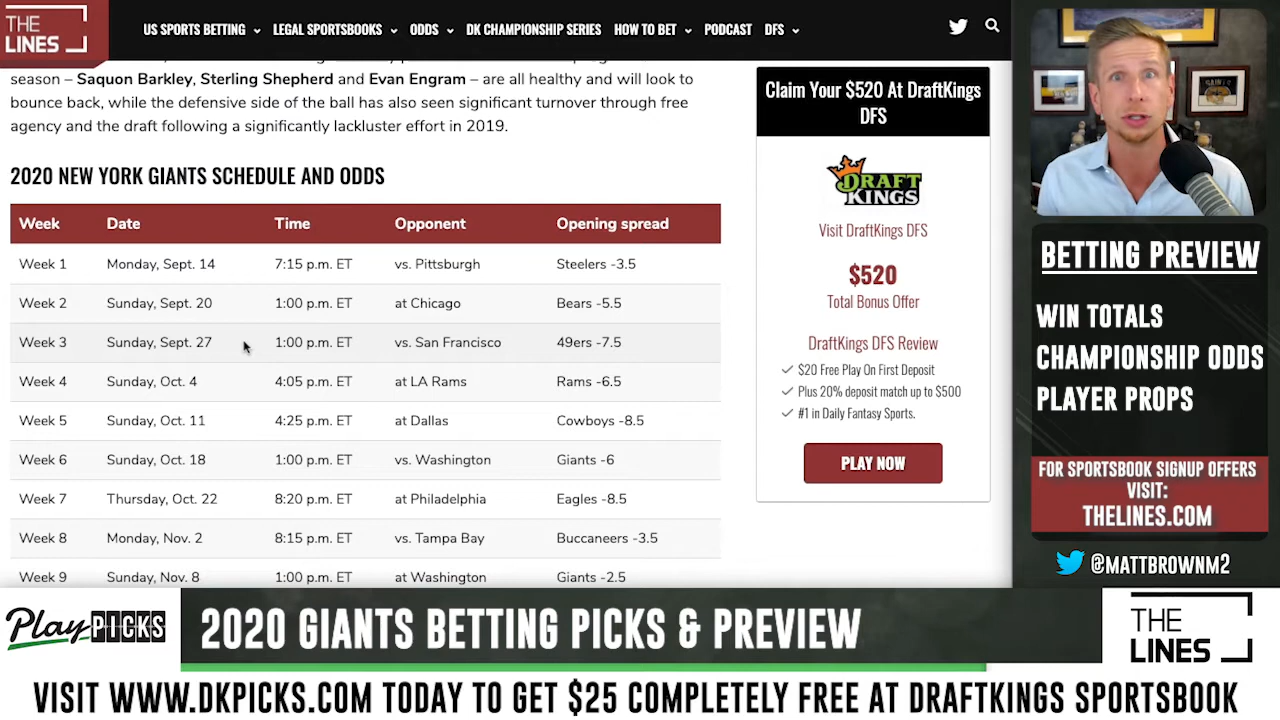 THE
LINES
US SPORTS BETTING
LEGAL SPORTSBOOKS
ODDS
DK CHAMPIONSHIP SERIES
HOW TO BET
PODCAST
DFS
season – Saquon Barkley, Sterling Shepherd and Evan Engram – are all healthy and will look to
bounce back, while the defensive side of the ball has also seen significant turnover through free
agency and the draft following a significantly lackluster effort in 2019.
2020 NEW YORK GIANTS SCHEDULE AND ODDS
Week Date Time Opponent Opening spread
Week 1 Monday, Sept. 14 7:15 p.m. ET vs. Pittsburgh Steelers -3.5
Week 2 Sunday, Sept. 20 1:00 p.m. ET at Chicago Bears -5.5
Week 3 Sunday, Sept. 27 1:00 p.m. ET vs. San Francisco 49ers -7.5
Week 4 Sunday, Oct. 4 4:05 p.m. ET at LA Rams Rams -6.5
Week 5 Sunday, Oct. 11 4:25 p.m. ET at Dallas Cowboys -8.5
Week 6 Sunday, Oct. 18 1:00 p.m. ET vs. Washington Giants -6
Week 7 Thursday, Oct. 22 8:20 p.m. ET at Philadelphia Eagles -8.5
Week 8 Monday, Nov. 2 8:15 p.m. ET vs. Tampa Bay Buccaneers -3.5
Week 9 Sunday, Nov. 8 1:00 p.m. ET at Washington Giants -2.5
Claim Your $520 At DraftKings
DFS
DRAFT
KINGS
Visit DraftKings DFS
$520
Total Bonus Offer
DraftKings DFS Review
$20 Free Play On First Deposit
Plus 20% deposit match up to $500
#1 in Daily Fantasy Sports.
PLAY NOW
BETTING PREVIEW
WIN TOTALS
CHAMPIONSHIP ODDS
PLAYER PROPS
FOR SPORTSBOOK SIGNUP OFFERS
VISIT:
THELINES.COM
@MATTBROWNM2
Play PICKS
2020 GIANTS BETTING PICKS & PREVIEW
THE
LINES
VISIT WWW.DKPICKS.COM TODAY TO GET $25 COMPLETELY FREE AT DRAFTKINGS SPORTSBOOK